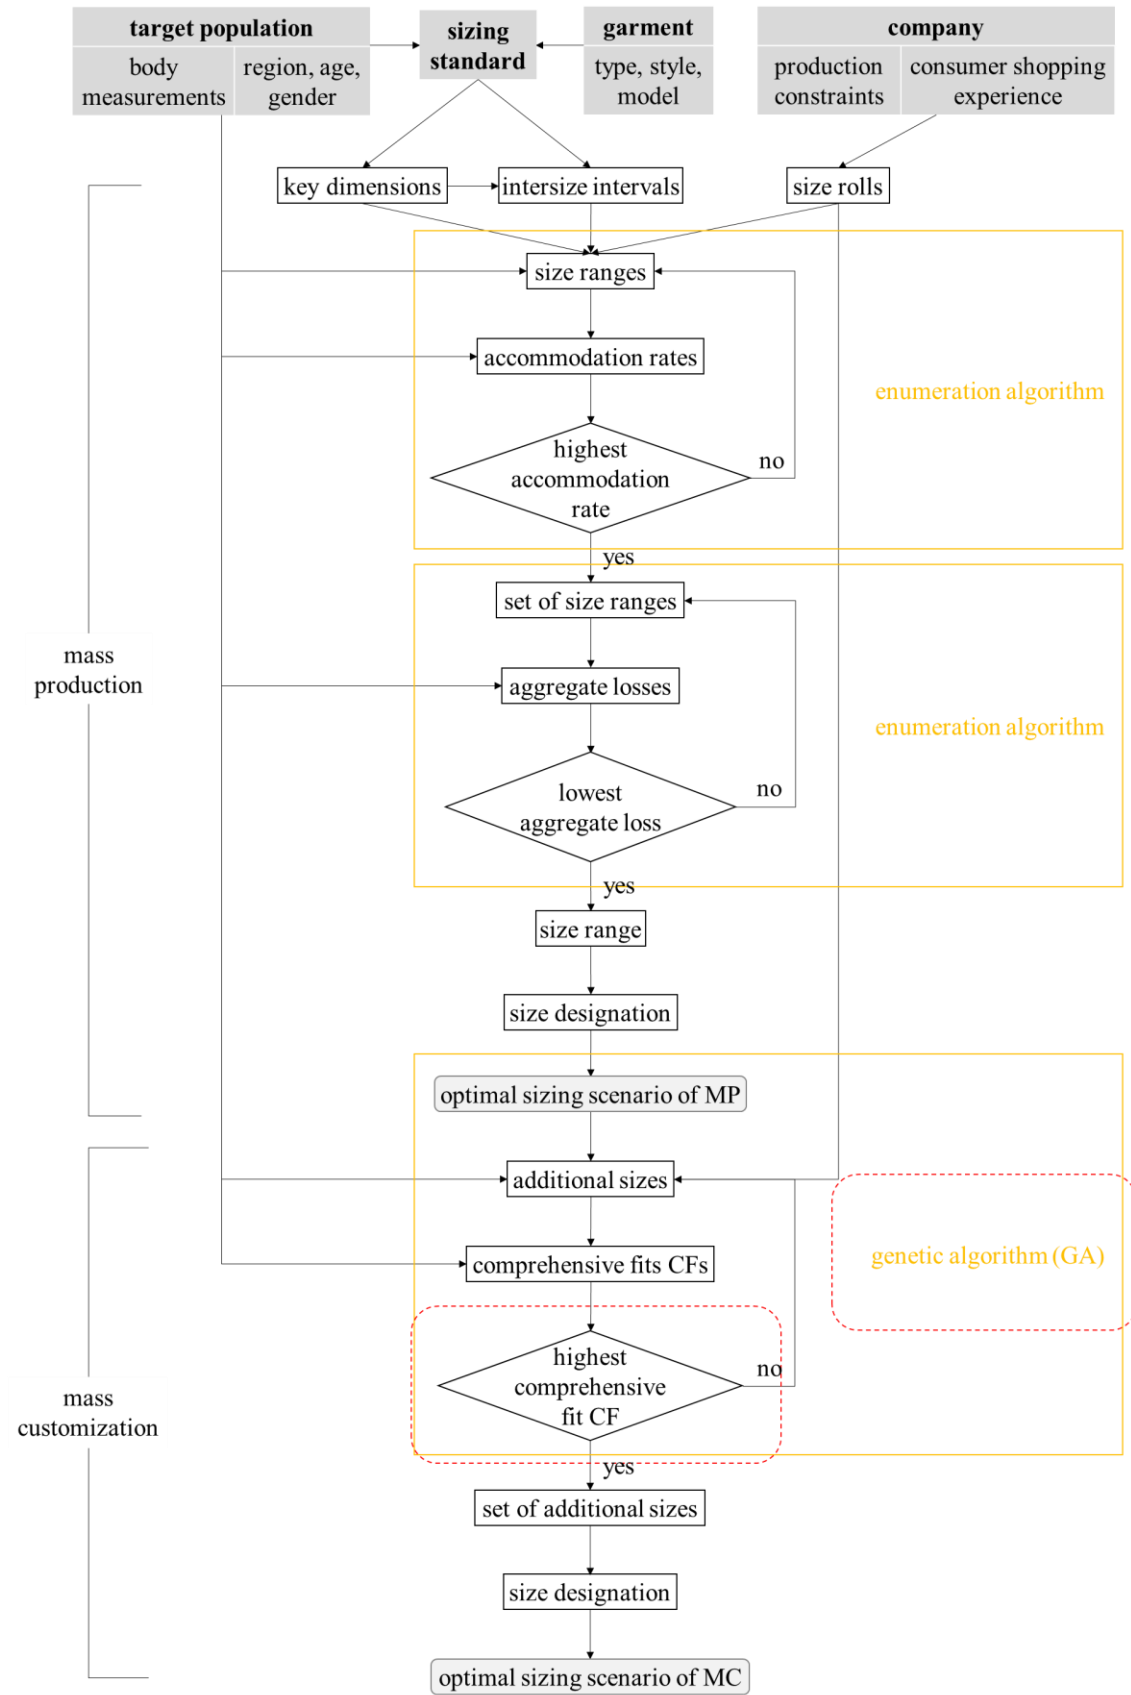 target population
body
measurements
region, age,
gender
sizing
standard
garment
type, style,
model
company
production
constraints
consumer shopping
experience
key dimensions
intersize intervals
size rolls
size ranges
accommodation rates
enumeration algorithm
highest
accommodation
rate
no
yes
set of size ranges
mass
production
aggregate losses
enumeration algorithm
lowest
aggregate loss
no
yes
size range
size designation
optimal sizing scenario of MP
additional sizes
comprehensive fits CFs
genetic algorithm (GA)
highest
comprehensive
fit CF
no
mass
customization
yes
set of additional sizes
size designation
optimal sizing scenario of MC